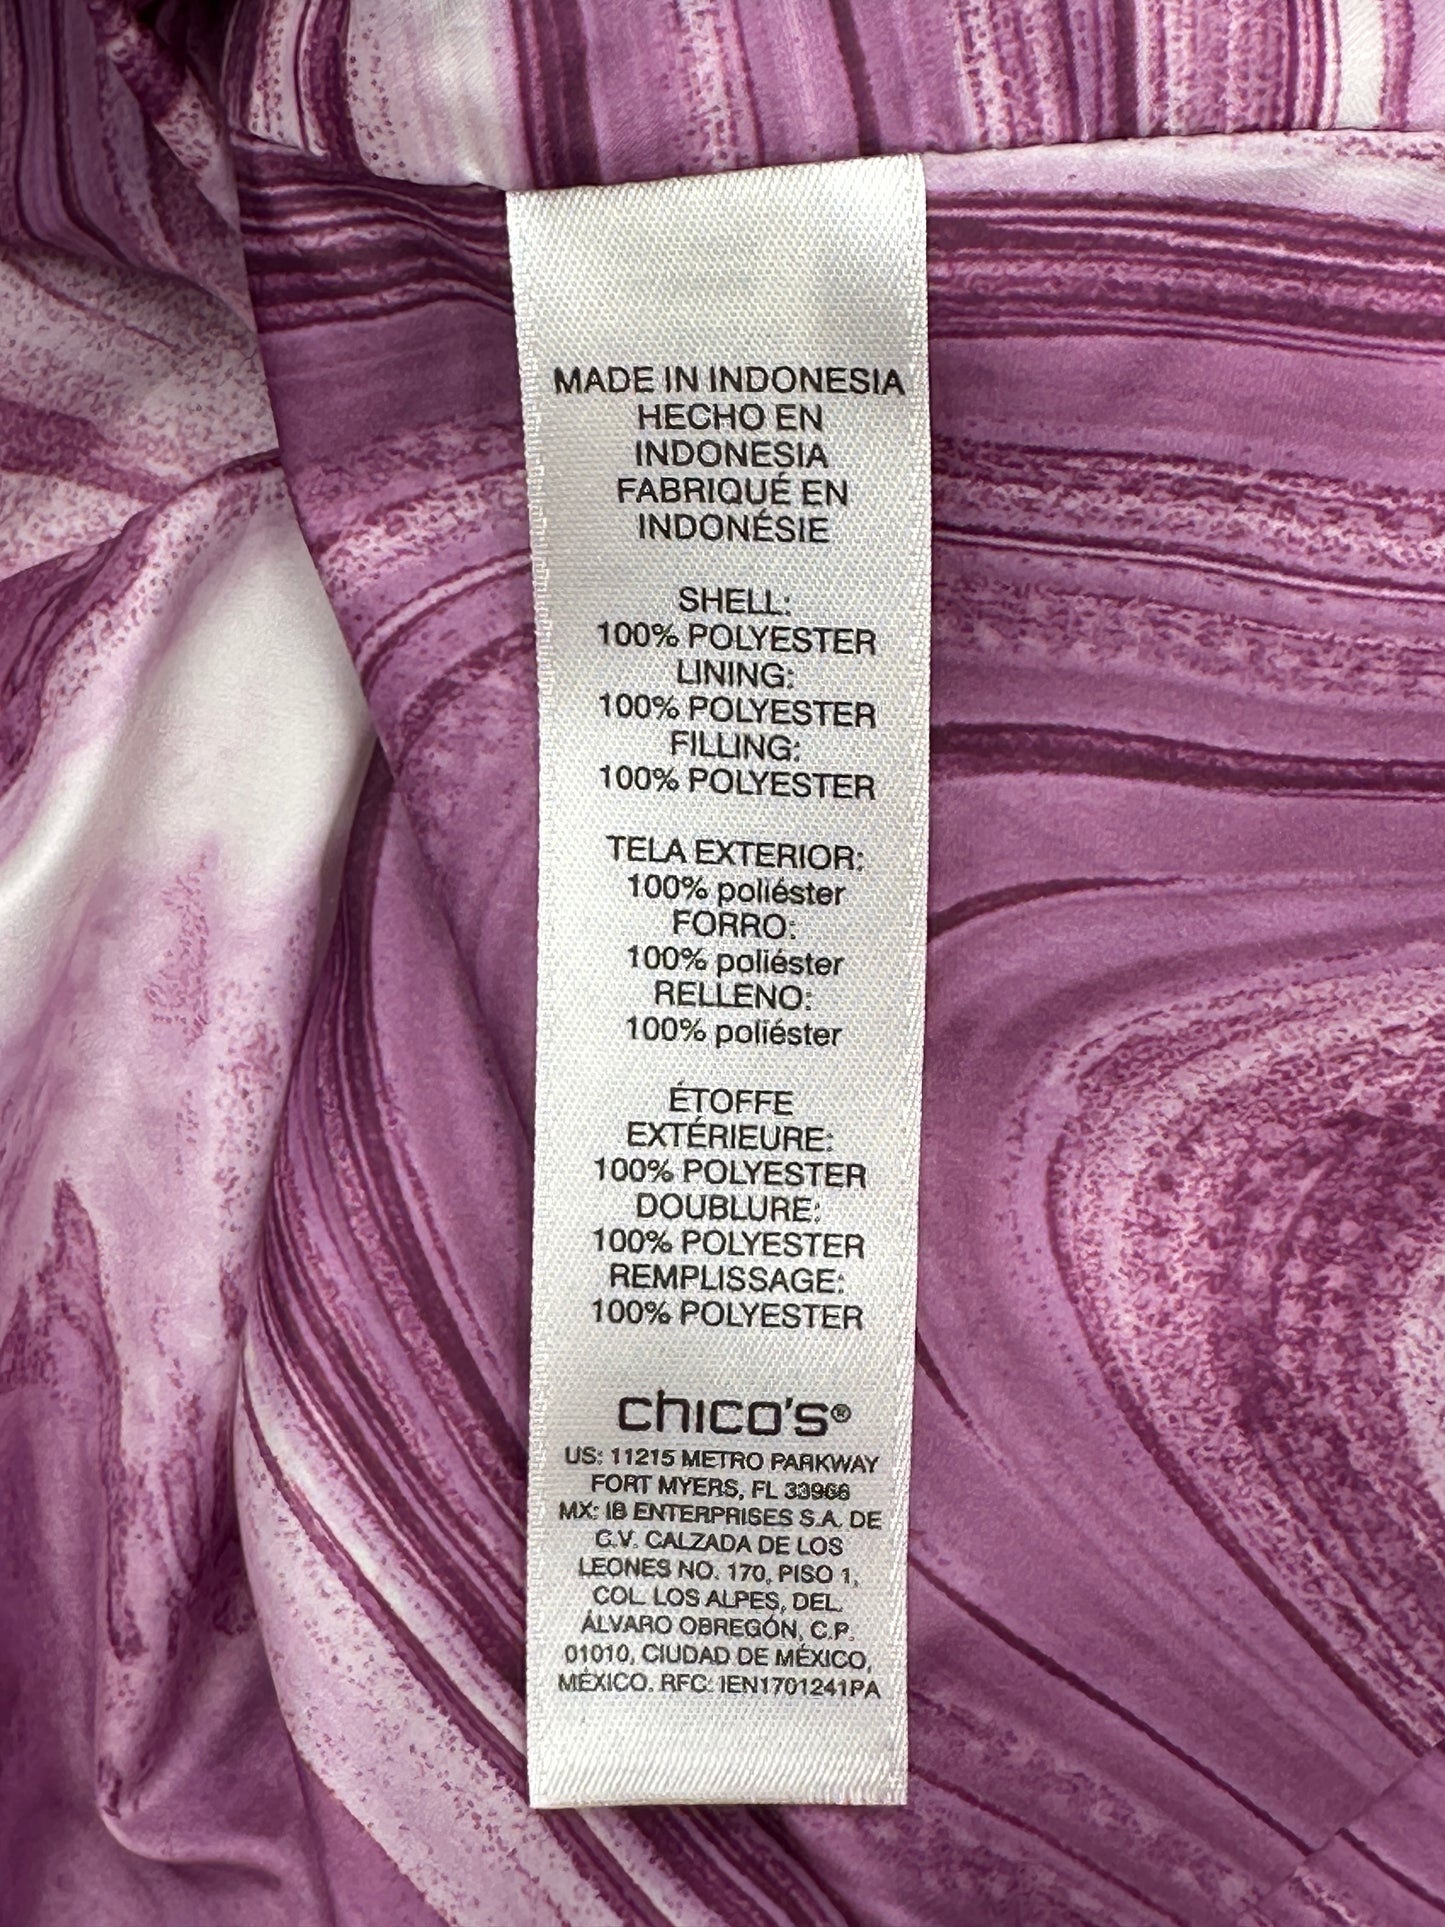 MADE IN INDONESIA
HECHO EN
INDONESIA
FABRIQUÉ EN
INDONÉSIE
SHELL:
100% POLYESTER
LINING:
100% POLYESTER
FILLING:
100% POLYESTER
TELA EXTERIOR:
100% poliéster
FORRO:
100% poliéster
RELLENO:
100% poliéster
ÉTOFFE
EXTÉRIEURE:
100% POLYESTER
DOUBLURE:
100% POLYESTER
REMPLISSAGE:
100% POLYESTER
chico's®
US: 11215 METRO PARKWAY
FORT MYERS, FL 33966
MX: IB ENTERPRISES S.A. DE
C.V. CALZADA DE LOS
LEONES NO. 170, PISO 1,
COL. LOS ALPES, DEL.
ÁLVARO OBREGÓN, C.P.
01010, CIUDAD DE MÉXICO,
MÉXICO. RFC: IEN1701241PA